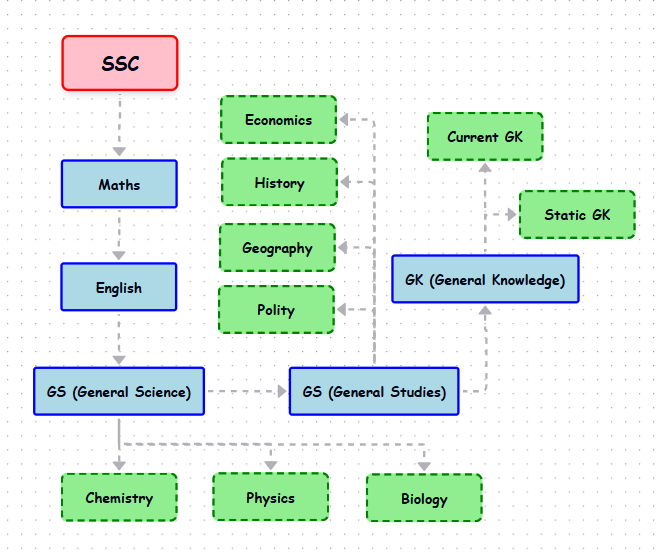 SSC
Maths
English
GS (General Science)
GS (General Studies)
GK (General Knowledge)
Economics
History
Geography
Polity
Current GK
Static GK
Chemistry
Physics
Biology